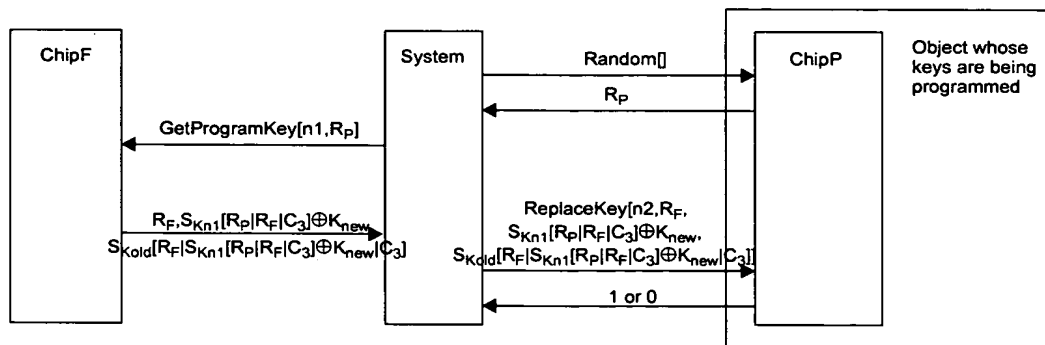 ChipF
System
ChipP
Object whose
keys are being
programmed
Random[]
R_P
GetProgramKey[n1,R_P]
R_F,S_Kn1[R_P|R_F|C_3]⊕K_new,
S_Kold[R_F|S_Kn1[R_P|R_F|C_3]⊕K_new|C_3]
ReplaceKey[n2,R_F,
S_Kn1[R_P|R_F|C_3]⊕K_new,
S_Kold[R_F|S_Kn1[R_P|R_F|C_3]⊕K_new|C_3]]
1 or 0